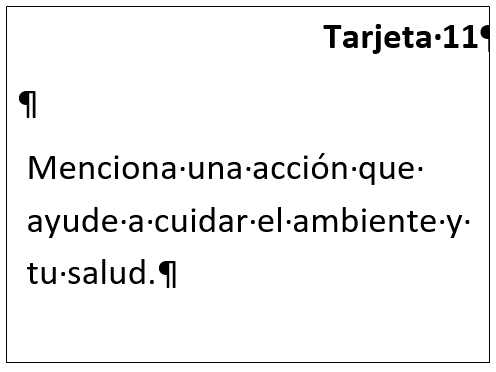 Tarjeta·11¶
¶
Menciona·una·acción·que·
ayude·a·cuidar·el·ambiente·y·
tu·salud.¶